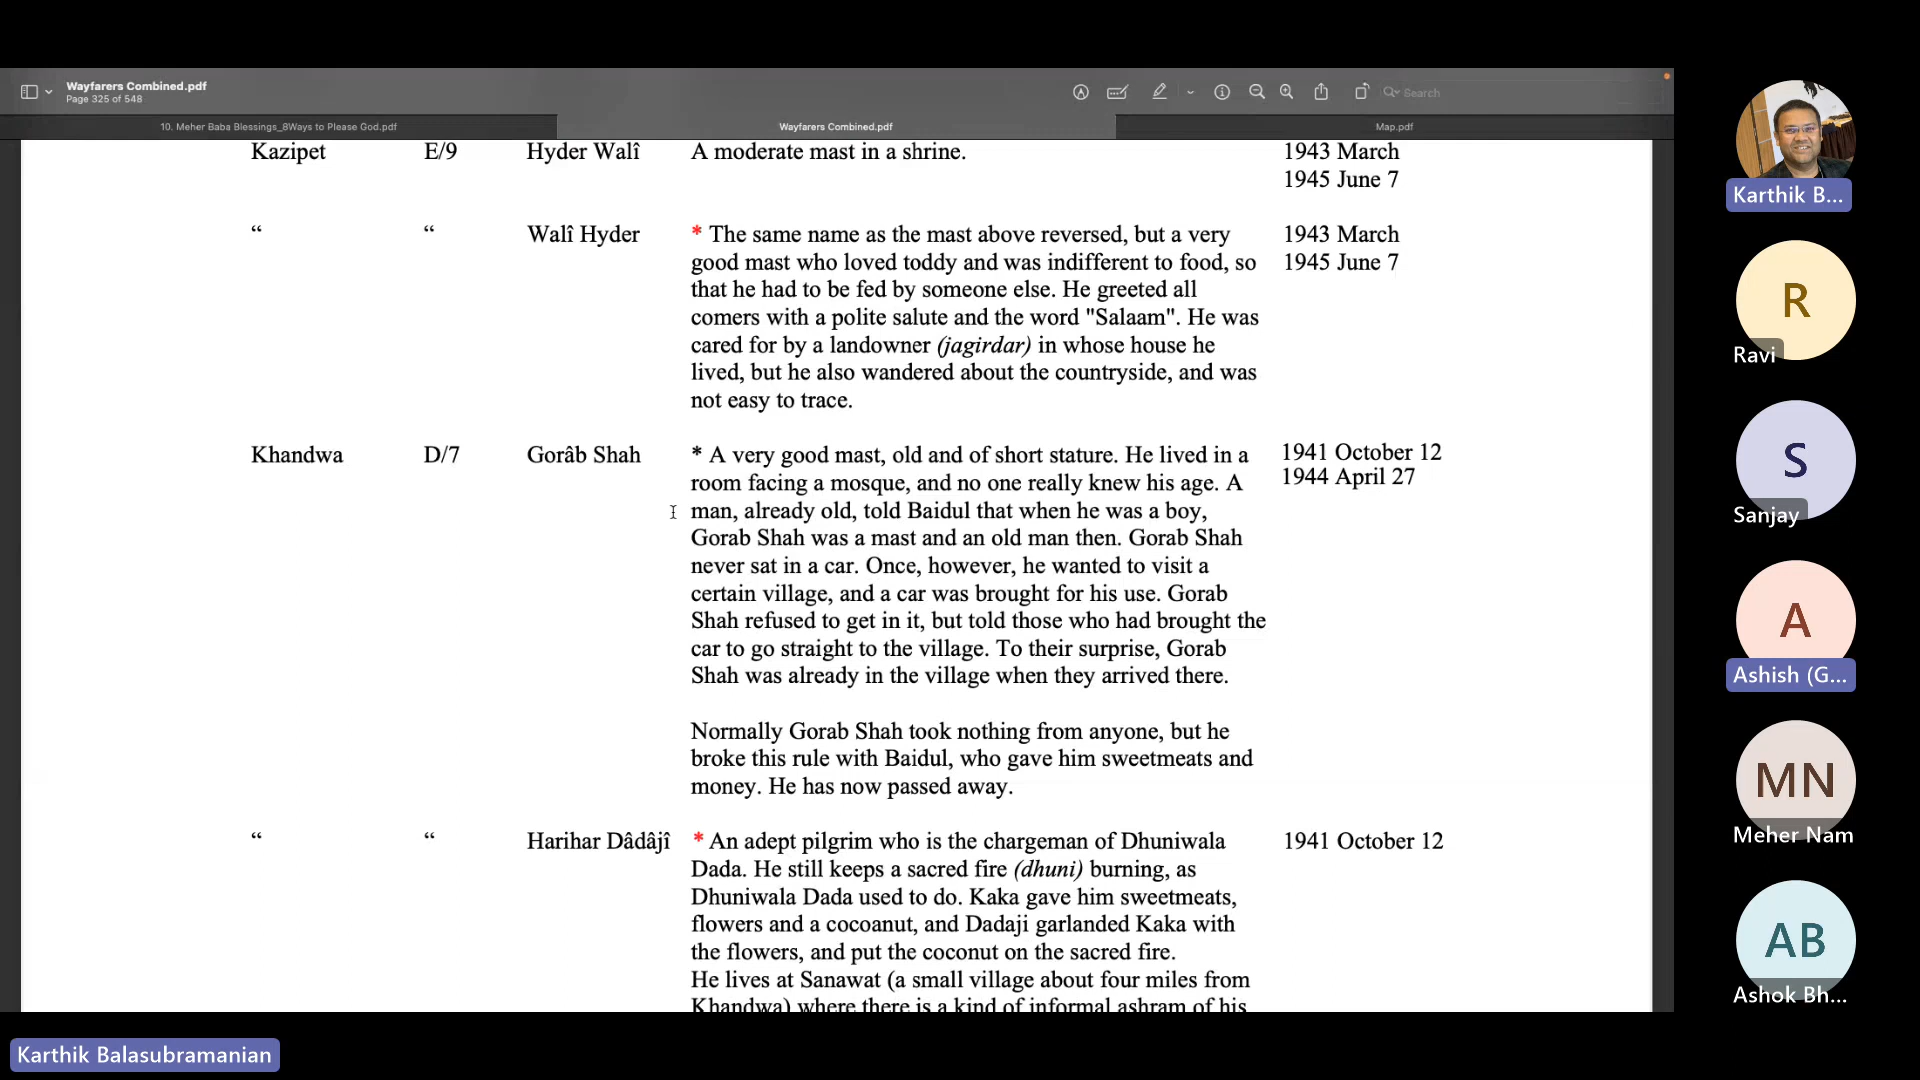 Wayfarers Combined.pdf
Page 325 of 548
Search
10. Meher Baba Blessings_8Ways to Please God.pdf
Wayfarers Combined.pdf
Map.pdf
Kazipet E/9 Hyder Walî A moderate mast in a shrine. 1943 March
1945 June 7
“ “ Walî Hyder * The same name as the mast above reversed, but a very 1943 March
good mast who loved toddy and was indifferent to food, so 1945 June 7
that he had to be fed by someone else. He greeted all
comers with a polite salute and the word "Salaam". He was
cared for by a landowner (jagirdar) in whose house he
lived, but he also wandered about the countryside, and was
not easy to trace.
Khandwa D/7 Gorâb Shah * A very good mast, old and of short stature. He lived in a 1941 October 12
room facing a mosque, and no one really knew his age. A 1944 April 27
man, already old, told Baidul that when he was a boy,
Gorab Shah was a mast and an old man then. Gorab Shah
never sat in a car. Once, however, he wanted to visit a
certain village, and a car was brought for his use. Gorab
Shah refused to get in it, but told those who had brought the
car to go straight to the village. To their surprise, Gorab
Shah was already in the village when they arrived there.
Normally Gorab Shah took nothing from anyone, but he
broke this rule with Baidul, who gave him sweetmeats and
money. He has now passed away.
“ “ Harihar Dâdâjî * An adept pilgrim who is the chargeman of Dhuniwala 1941 October 12
Dada. He still keeps a sacred fire (dhuni) burning, as
Dhuniwala Dada used to do. Kaka gave him sweetmeats,
flowers and a cocoanut, and Dadaji garlanded Kaka with
the flowers, and put the coconut on the sacred fire.
He lives at Sanawat (a small village about four miles from
Khandwa) where there is a kind of informal ashram of his
Karthik B...
R
Ravi
S
Sanjay
A
Ashish (G...
MN
Meher Nam
AB
Ashok Bh...
Karthik Balasubramanian